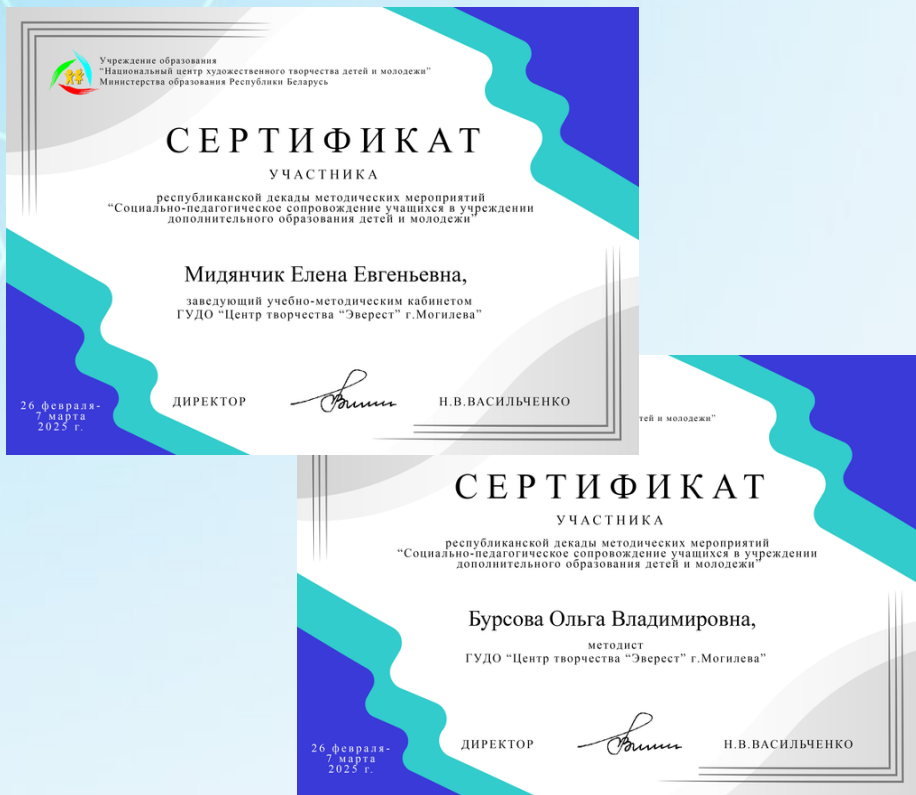 Учреждение образования
“Национальный центр художественного творчества детей и молодежи”
Министерства образования Республики Беларусь
СЕРТИФИКАТ
УЧАСТНИКА
республиканской декады методических мероприятий
“Социально-педагогическое сопровождение учащихся в учреждении
дополнительного образования детей и молодежи”
Мидянчик Елена Евгеньевна,
заведующий учебно-методическим кабинетом
ГУДО “Центр творчества “Эверест” г.Могилева”
26 февраля-
7 марта
2025 г.
ДИРЕКТОР
Н.В.ВАСИЛЬЧЕНКО
тей и молодежи”
СЕРТИФИКАТ
УЧАСТНИКА
республиканской декады методических мероприятий
“Социально-педагогическое сопровождение учащихся в учреждении
дополнительного образования детей и молодежи”
Бурсова Ольга Владимировна,
методист
ГУДО “Центр творчества “Эверест” г.Могилева”
26 февраля-
7 марта
2025 г.
ДИРЕКТОР
Н.В.ВАСИЛЬЧЕНКО